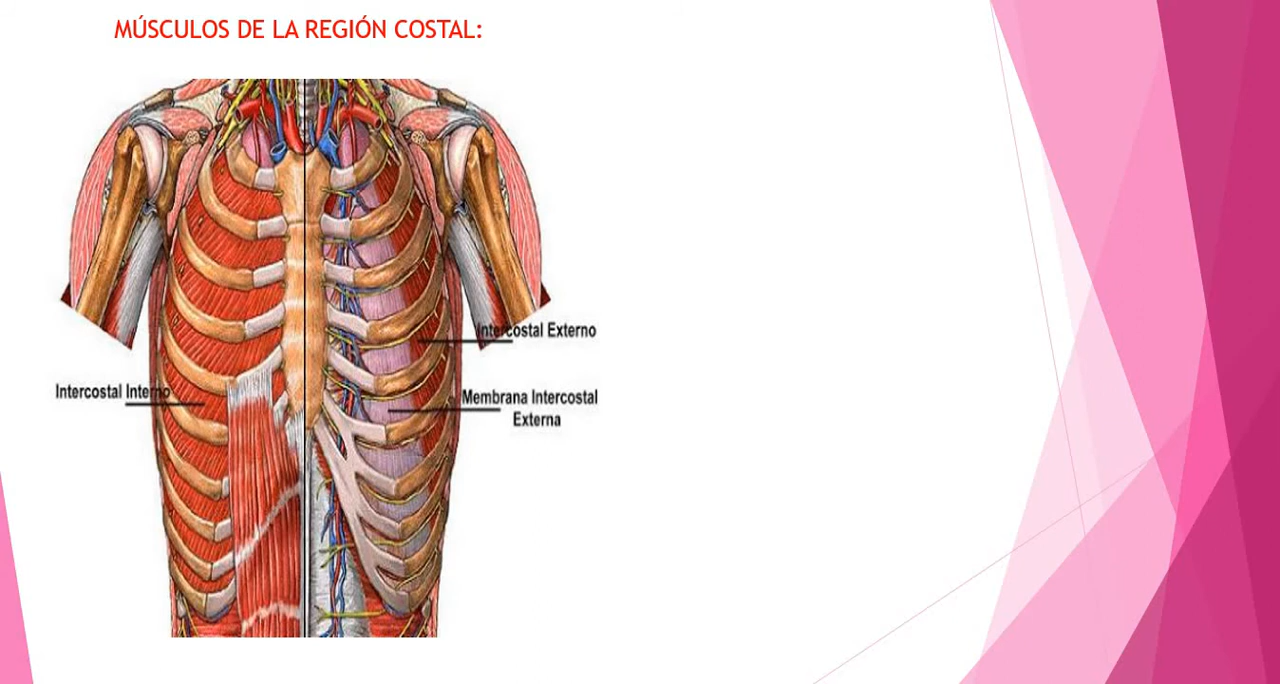 MÚSCULOS DE LA REGIÓN COSTAL:
Intercostal Externo
Intercostal Interno
Membrana Intercostal
Externa